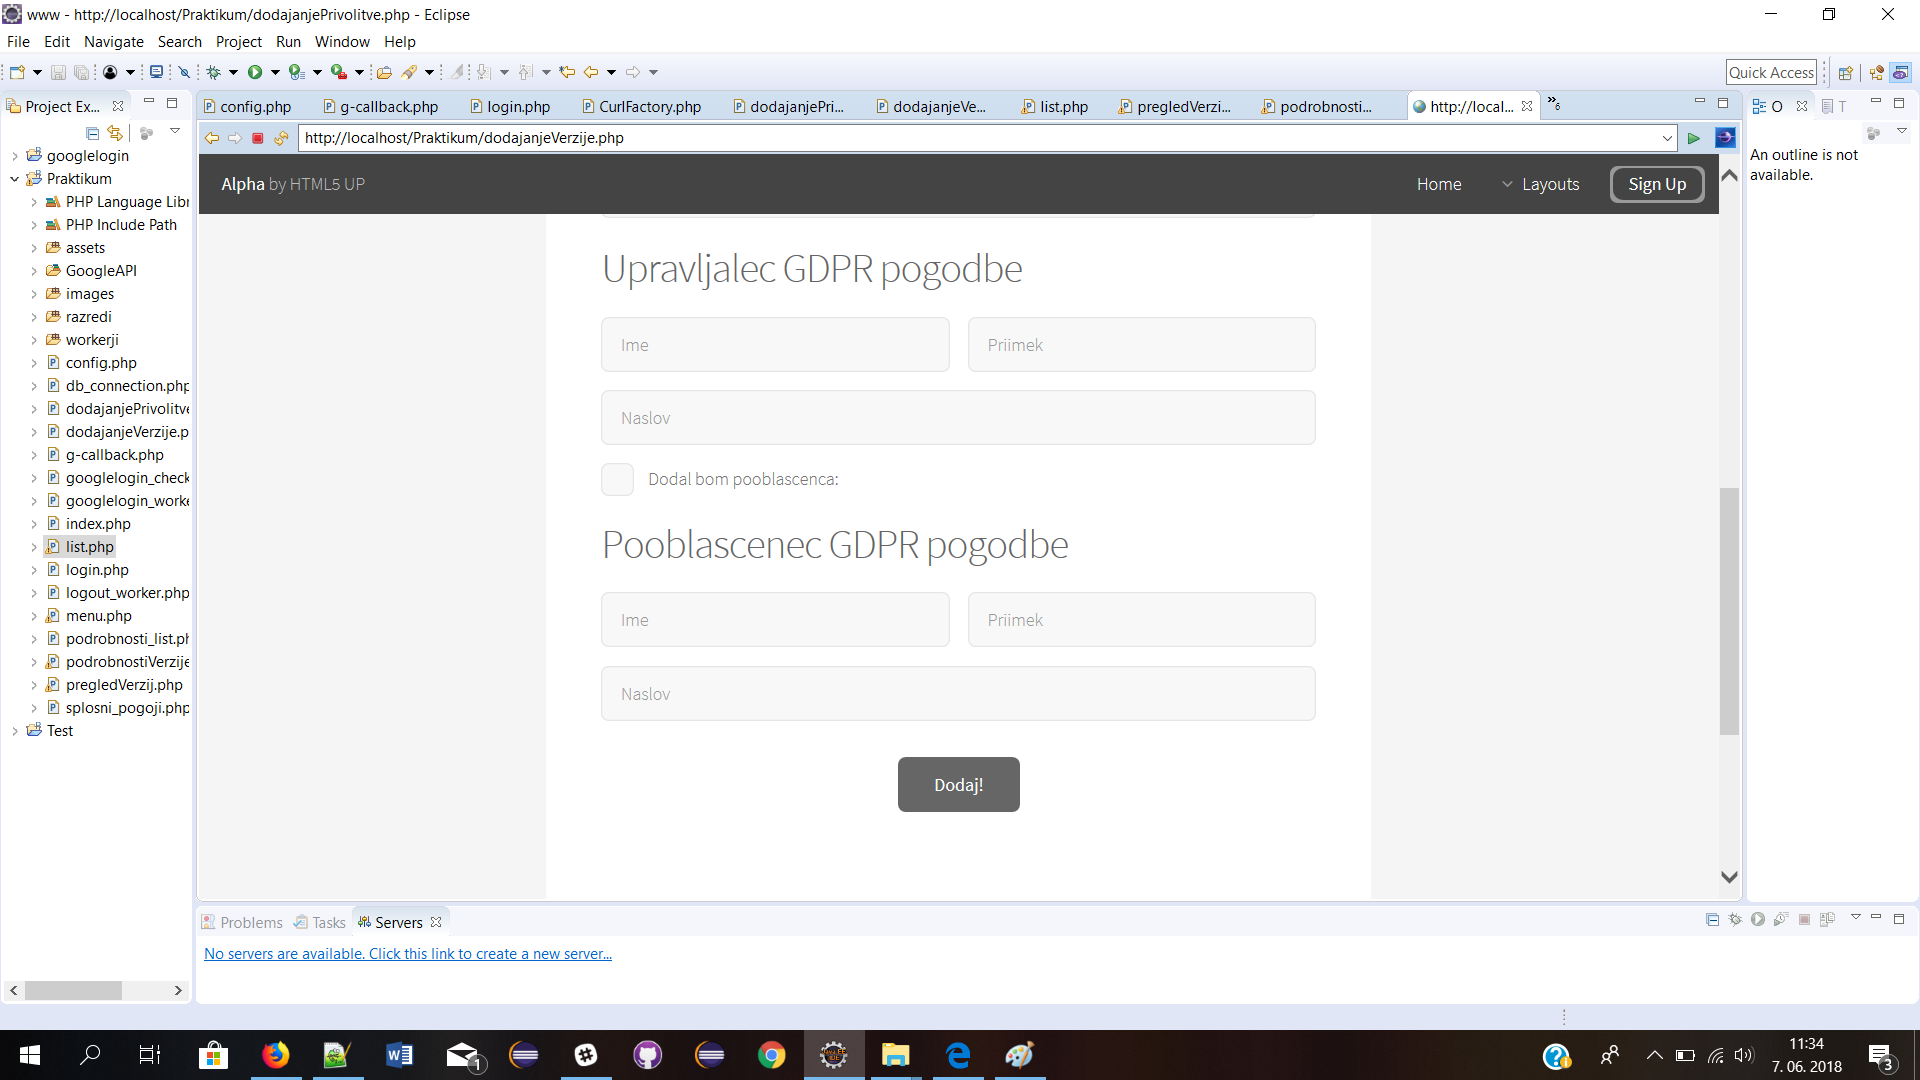 www - http://localhost/Praktikum/dodajanjePrivolitve.php - Eclipse
File Edit Navigate Search Project Run Window Help
Quick Access
Project Ex...
config.php g-callback.php login.php CurlFactory.php dodajanjePri... dodajanjeVe... list.php pregledVerzi... podrobnosti... http://local... »6
O T
http://localhost/Praktikum/dodajanjeVerzije.php
An outline is not
available.
googlelogin
Praktikum
PHP Language Libr
PHP Include Path
assets
GoogleAPI
images
razredi
workerji
config.php
db_connection.php
dodajanjePrivolitve
dodajanjeVerzije.p
g-callback.php
googlelogin_check
googlelogin_worke
index.php
list.php
login.php
logout_worker.php
menu.php
podrobnosti_list.ph
podrobnostiVerzije
pregledVerzij.php
splosni_pogoji.php
Test
Alpha by HTML5 UP
Home Layouts Sign Up
Upravljalec GDPR pogodbe
Ime Priimek
Naslov
Dodal bom pooblascenca:
Pooblascenec GDPR pogodbe
Ime Priimek
Naslov
Dodaj!
Problems Tasks Servers
No servers are available. Click this link to create a new server...
1
11:34
7. 06. 2018
3